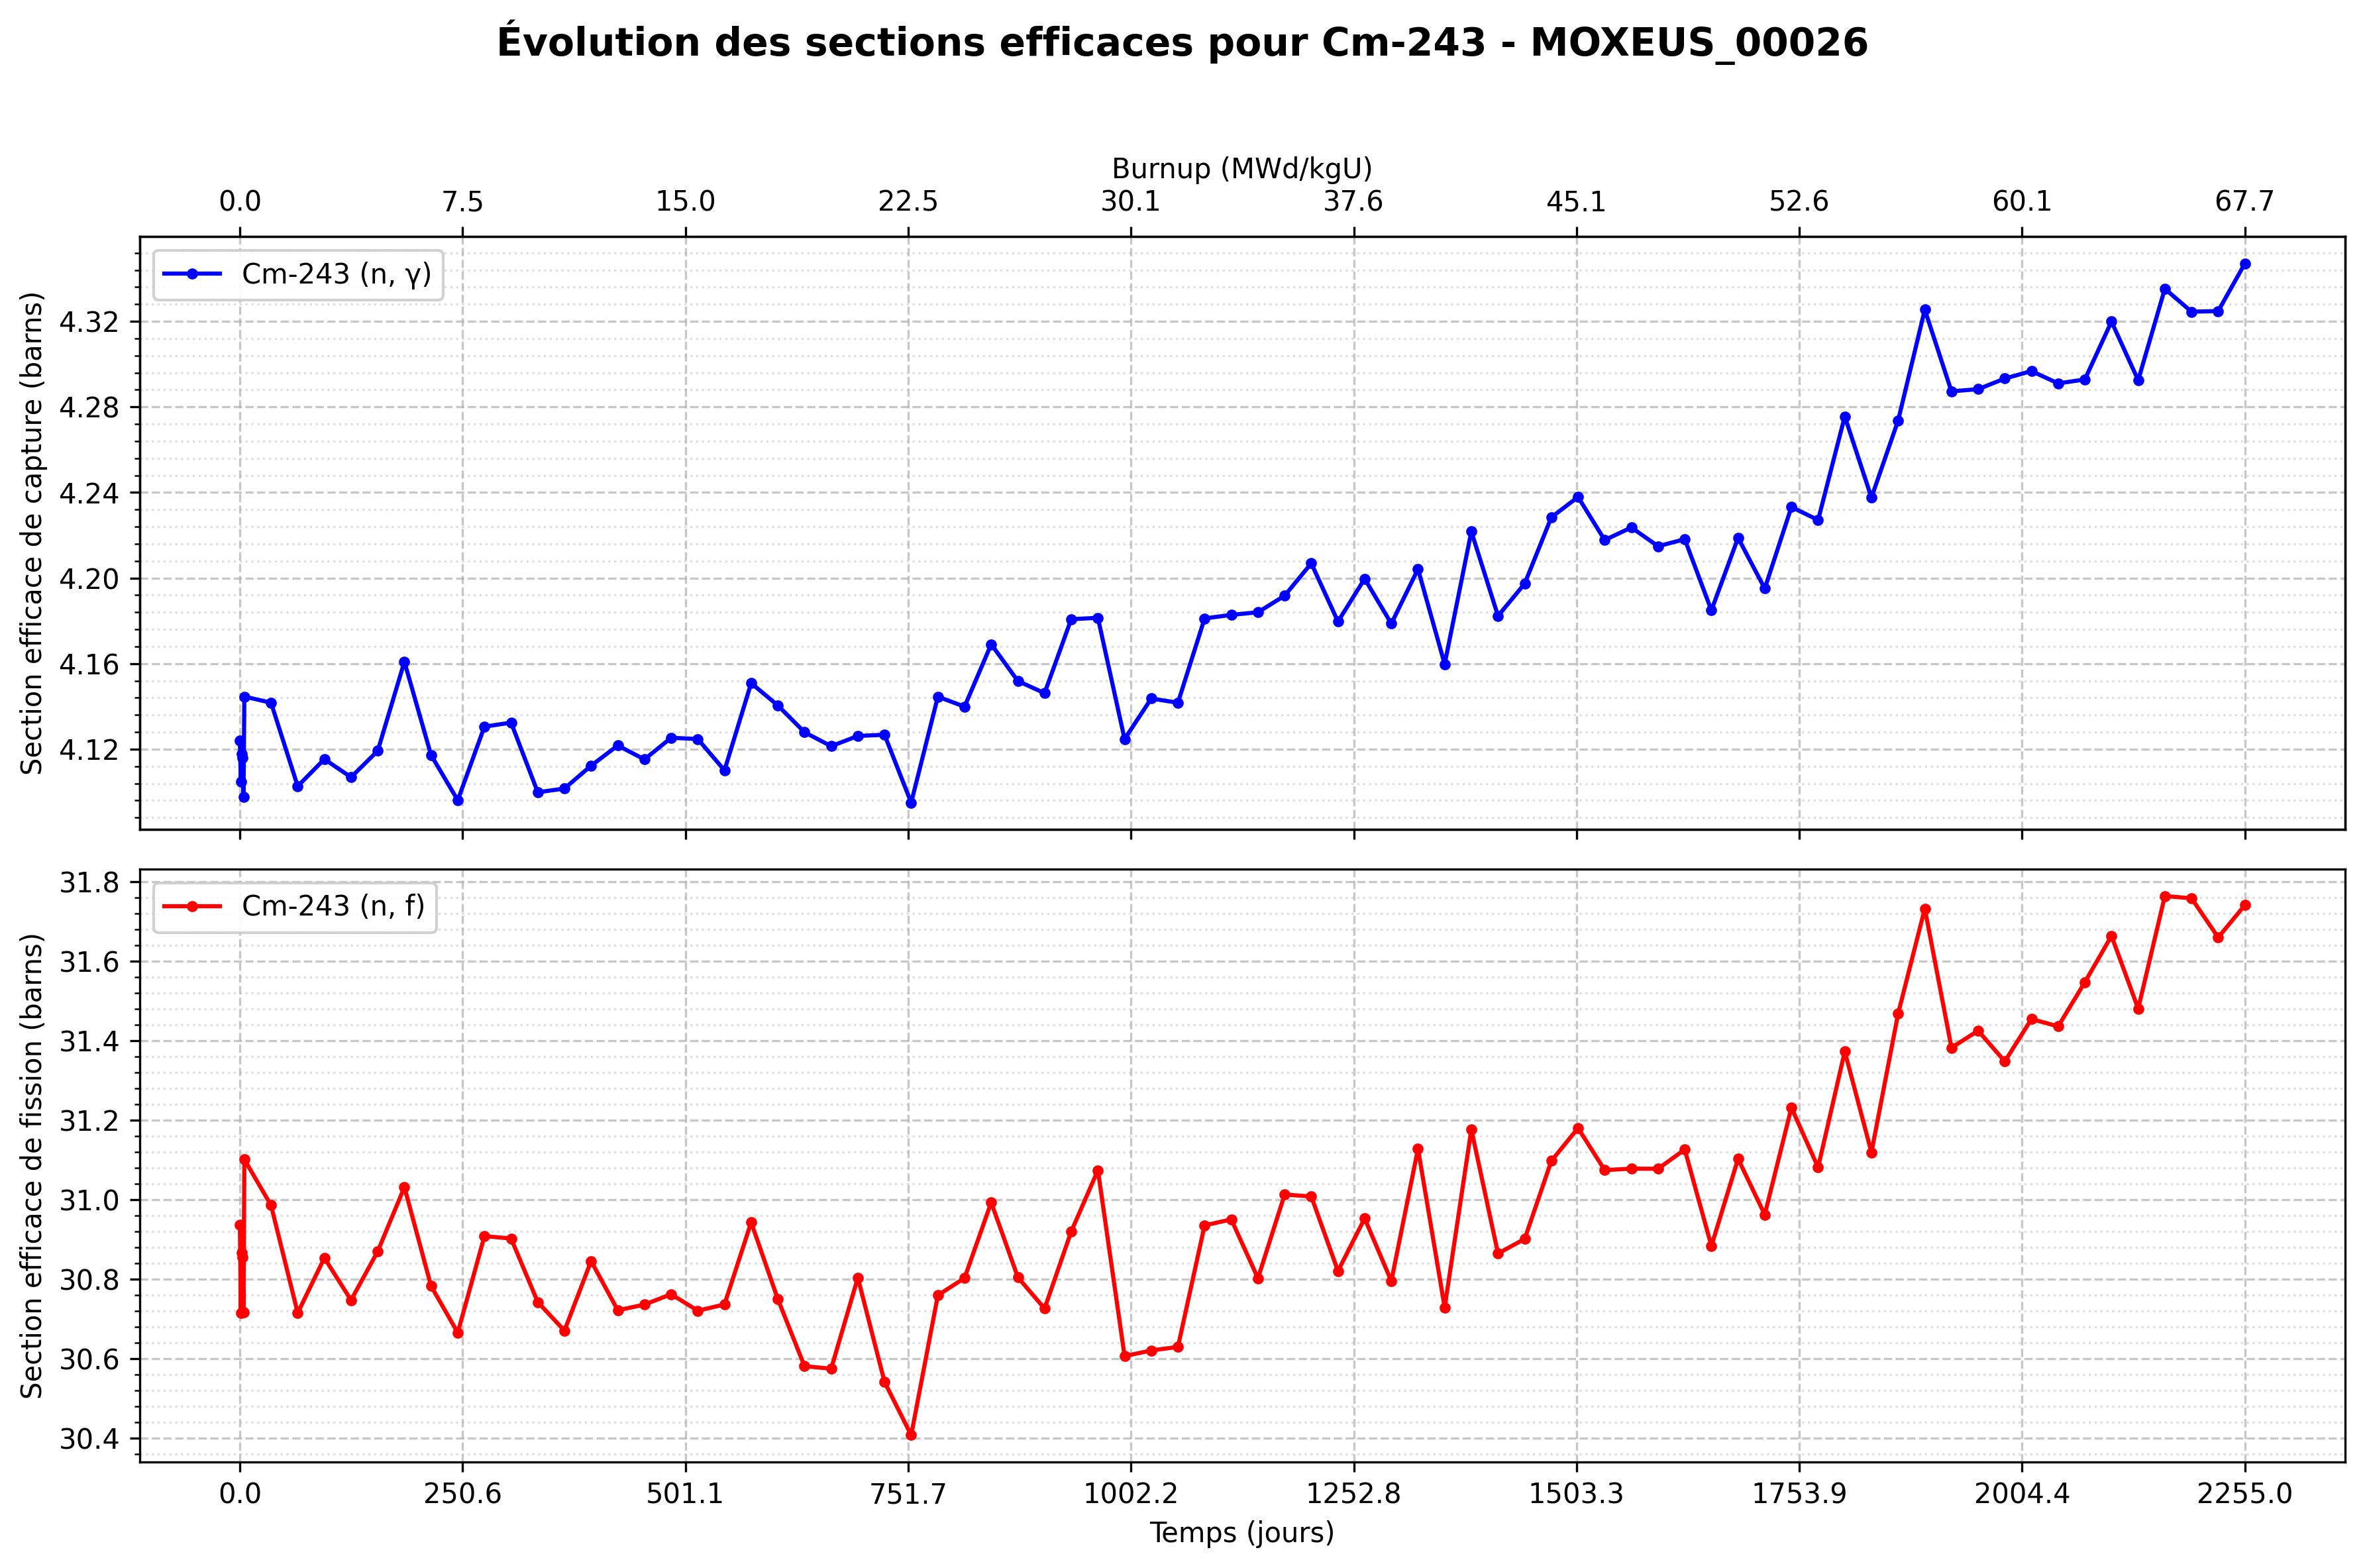 Évolution des sections efficaces pour Cm-243 - MOXEUS_00026
Burnup (MWd/kgU)
0.0 7.5 15.0 22.5 30.1 37.6 45.1 52.6 60.1 67.7
Section efficace de capture (barns)
Cm-243 (n, γ)
4.32
4.28
4.24
4.20
4.16
4.12
Section efficace de fission (barns)
31.8
Cm-243 (n, f)
31.6
31.4
31.2
31.0
30.8
30.6
30.4
0.0 250.6 501.1 751.7 1002.2 1252.8 1503.3 1753.9 2004.4 2255.0
Temps (jours)